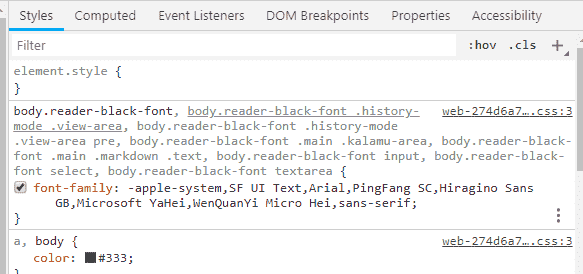 Styles Computed Event Listeners DOM Breakpoints Properties Accessibility
Filter :hov .cls +
element.style {
}
body.reader-black-font, body.reader-black-font .history- web-274d6a7...css:3
mode .view-area, body.reader-black-font .history-mode
.view-area pre, body.reader-black-font .main .kalamu-area, body.reader-black-
font .main .markdown .text, body.reader-black-font input, body.reader-black-
font select, body.reader-black-font textarea {
font-family: -apple-system,SF UI Text,Arial,PingFang SC,Hiragino Sans
GB,Microsoft YaHei,WenQuanYi Micro Hei,sans-serif;
}
a, body { web-274d6a7...css:3
color: #333;
}